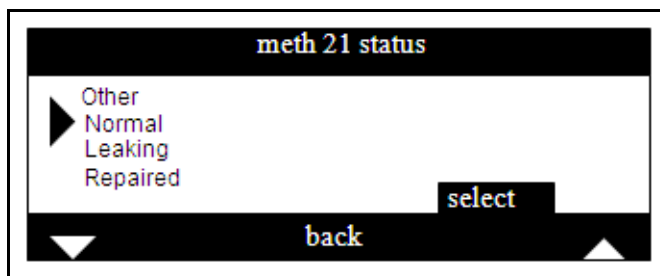 meth 21 status
Other
Normal
Leaking
Repaired
select
back